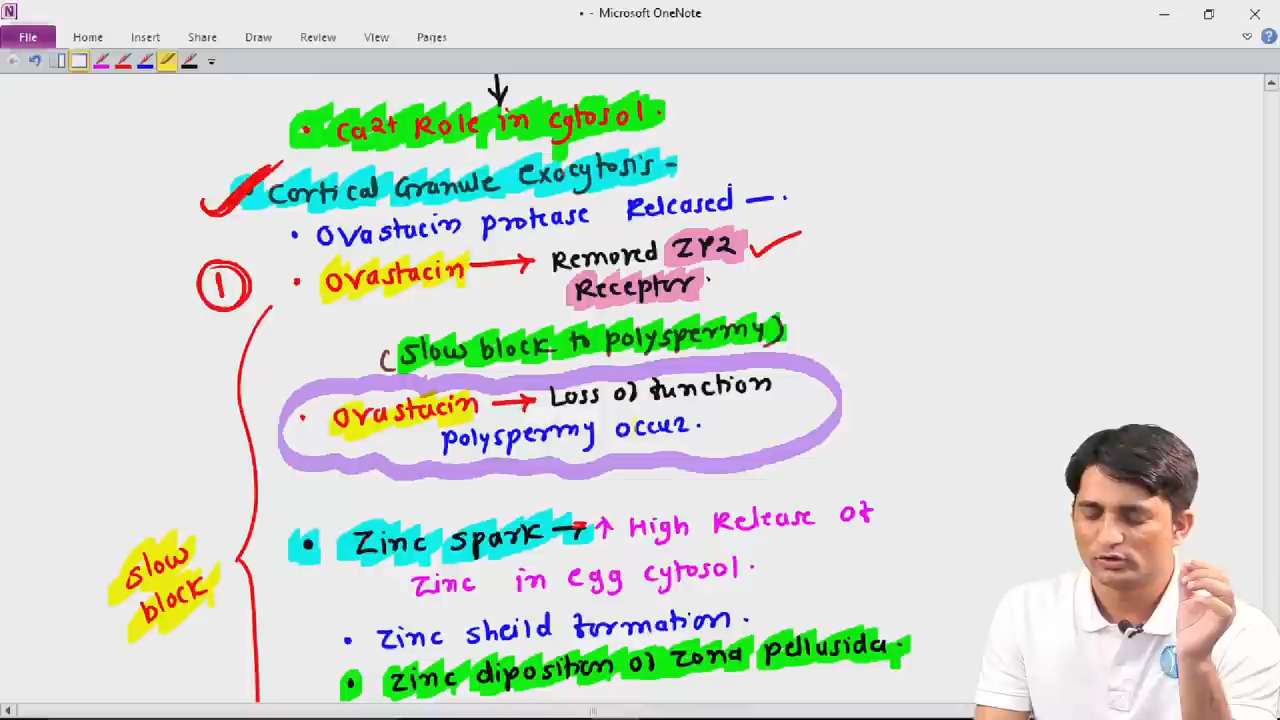 • - Microsoft OneNote
File Home Insert Share Draw Review View Pages
• Ca2+ Role in cytosol.
• Cortical Granule Exocytosis -
• Ovastacin protease Released - .
① • Ovastacin → Removed ZP2
Receptor.
(Slow block to polyspermy)
• Ovastacin → Loss of function
polyspermy occur.
• Zinc spark → ↑ High Release of
Zinc in egg cytosol.
slow
block
• Zinc sheild formation.
• Zinc diposition of Zona pellusida.